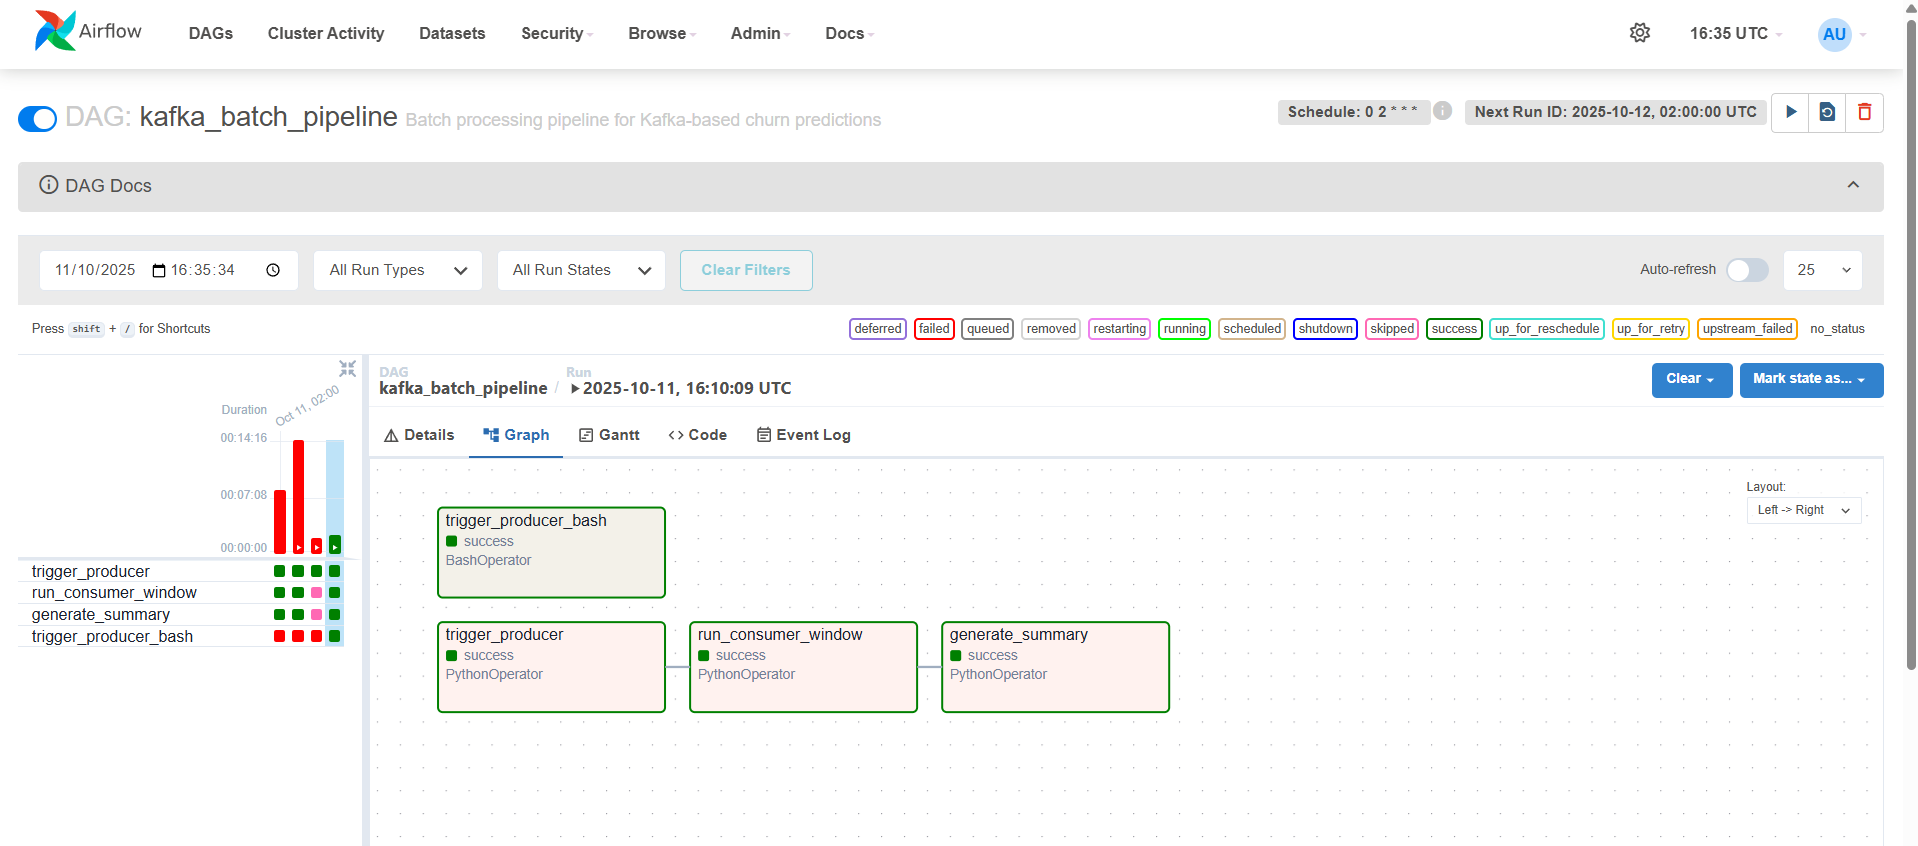 Airflow
DAGs
Cluster Activity
Datasets
Security
Browse
Admin
Docs
16:35 UTC
AU
DAG: kafka_batch_pipeline Batch processing pipeline for Kafka-based churn predictions
Schedule: 0 2 * * *
i
Next Run ID: 2025-10-12, 02:00:00 UTC
DAG Docs
11/10/2025 16:35:34
All Run Types
All Run States
Clear Filters
Auto-refresh
25
Press shift + / for Shortcuts
deferred
failed
queued
removed
restarting
running
scheduled
shutdown
skipped
success
up_for_reschedule
up_for_retry
upstream_failed
no_status
Duration
Oct 11, 02:00
00:14:16
00:07:08
00:00:00
trigger_producer
run_consumer_window
generate_summary
trigger_producer_bash
DAG
kafka_batch_pipeline
/
Run
2025-10-11, 16:10:09 UTC
Clear
Mark state as...
Details
Graph
Gantt
Code
Event Log
Layout:
Left -> Right
trigger_producer_bash
success
BashOperator
trigger_producer
success
PythonOperator
run_consumer_window
success
PythonOperator
generate_summary
success
PythonOperator